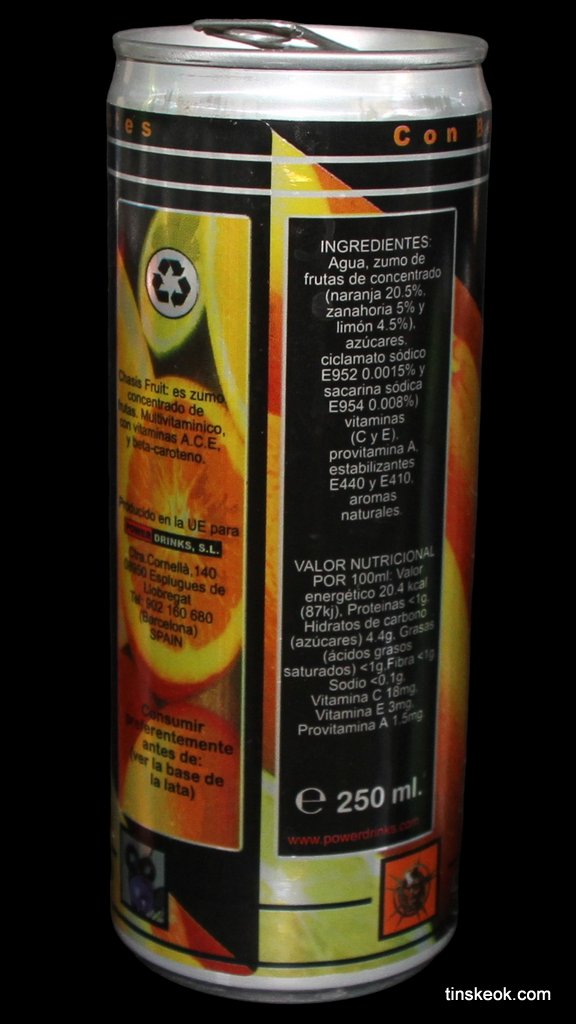 es
Con
INGREDIENTES:
Agua, zumo de
frutas de concentrado
(naranja 20.5%.
zanahoria 5% y
limón 4.5%).
azúcares.
ciclamato sódico
E952 0.0015% y
sacarina sódica
E954 0.008%)
vitaminas
(C y E).
provitamina A.
estabilizantes
E440 y E410.
aromas
naturales.
VALOR NUTRICIONAL
POR 100ml: Valor
energético 20.4 kcal
(87kj), Proteinas <1g.
Hidratos de carbono
(azúcares) 4.4g, Grasas
(ácidos grasos
saturados) <1g.Fibra <1g
Sodio <0.1g.
Vitamina C 18mg.
Vitamina E 3mg.
Provitamina A 1.5mg.
e 250 ml.
www.powerdrinks.com
Chasis Fruit: es zumo
concentrado de
frutas. Multivitamínico,
con vitaminas A.C.E,
y beta-caroteno.
Producido en la UE para
POWER DRINKS, S.L.
Ctra.Cornellà,140
08950 Esplugues de
Llobregat
Tel: 902 160 680
(Barcelona)
SPAIN
Consumir
preferentemente
antes de:
(ver la base de
la lata)
tinskeok.com